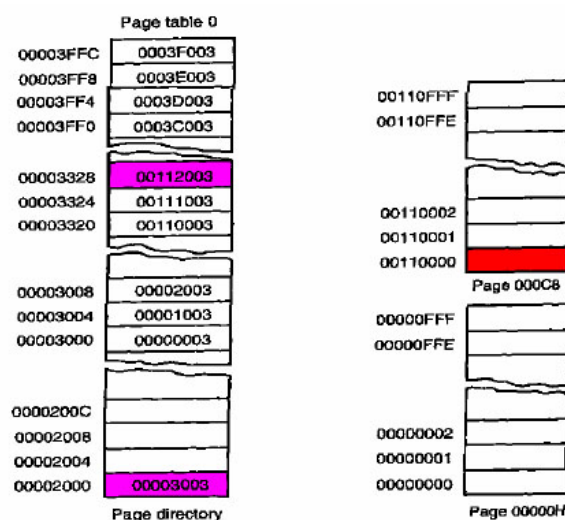 Page table 0
00003FFC 0003F003
00003FF8 0003E003
00003FF4 0003D003
00003FF0 0003C003
00003328 00112003
00003324 00111003
00003320 00110003
00003008 00002003
00003004 00001003
00003000 00000003
0000200C
00002008
00002004
00002000 00003003
Page directory
00110FFF
00110FFE
00110002
00110001
00110000
Page 000C8
00000FFF
00000FFE
00000002
00000001
00000000
Page 00000H